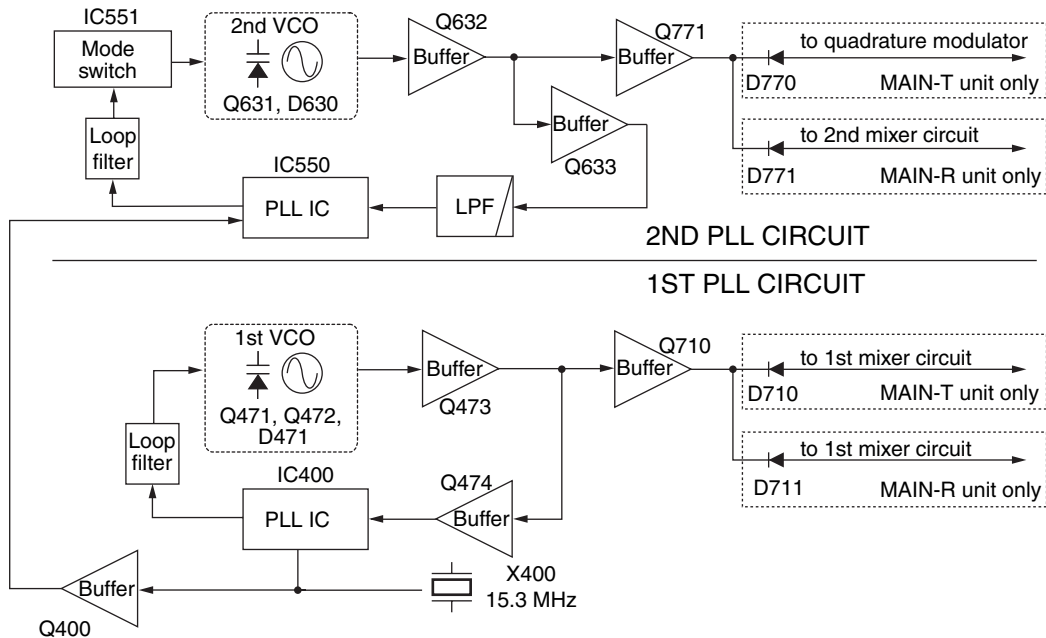 IC551
Mode
switch
2nd VCO
Q631, D630
Q632
Buffer
Q771
Buffer
to quadrature modulator
D770
MAIN-T unit only
Buffer
Q633
to 2nd mixer circuit
D771
MAIN-R unit only
Loop
filter
IC550
PLL IC
LPF
2ND PLL CIRCUIT
1ST PLL CIRCUIT
1st VCO
Q471, Q472,
D471
Buffer
Q473
Q710
Buffer
to 1st mixer circuit
D710
MAIN-T unit only
to 1st mixer circuit
D711
MAIN-R unit only
Loop
filter
IC400
PLL IC
Q474
Buffer
Buffer
Q400
X400
15.3 MHz